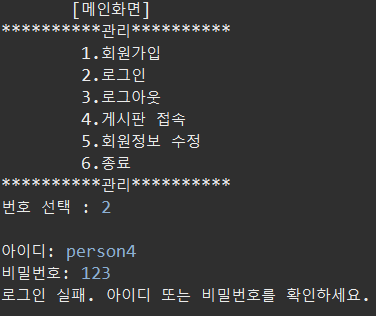 [메인화면]
**********관리**********
1.회원가입
2.로그인
3.로그아웃
4.게시판 접속
5.회원정보 수정
6.종료
**********관리**********
번호 선택 : 2
아이디: person4
비밀번호: 123
로그인 실패. 아이디 또는 비밀번호를 확인하세요.